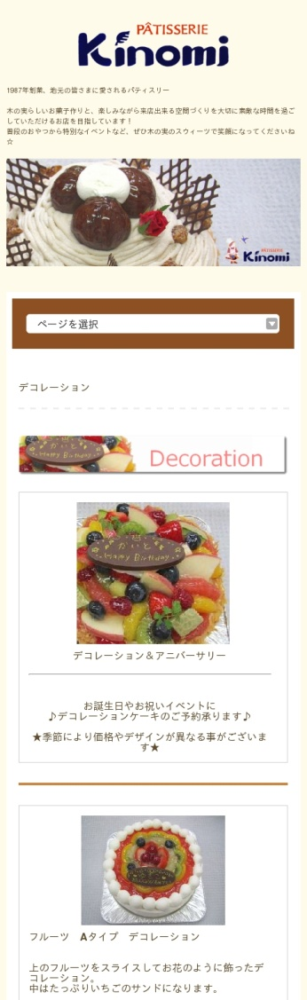 PÂTISSERIE
Kinomi
1987年創業、地元の皆さまに愛されるパティスリー
木の実らしいお菓子作りと、楽しみながら来店出来る空間づくりを大切に素敵な時間を過ご
していただけるお店を目指しています！
普段のおやつから特別なイベントなど、ぜひ木の実のスウィーツで笑顔になってくださいね
☆
PÂTISSERIE
Kinomi
ページを選択
デコレーション
かいと
Happy Birthday
Decoration
かいと
Happy Birthday
デコレーション＆アニバーサリー
お誕生日やお祝いイベントに
♪デコレーションケーキのご予約承ります♪
★季節により価格やデザインが異なる事がございま
す★
フルーツ　Aタイプ　デコレーション
上のフルーツをスライスしてお花のように飾ったデ
コレーション。
中はたっぷりいちごのサンドになります。